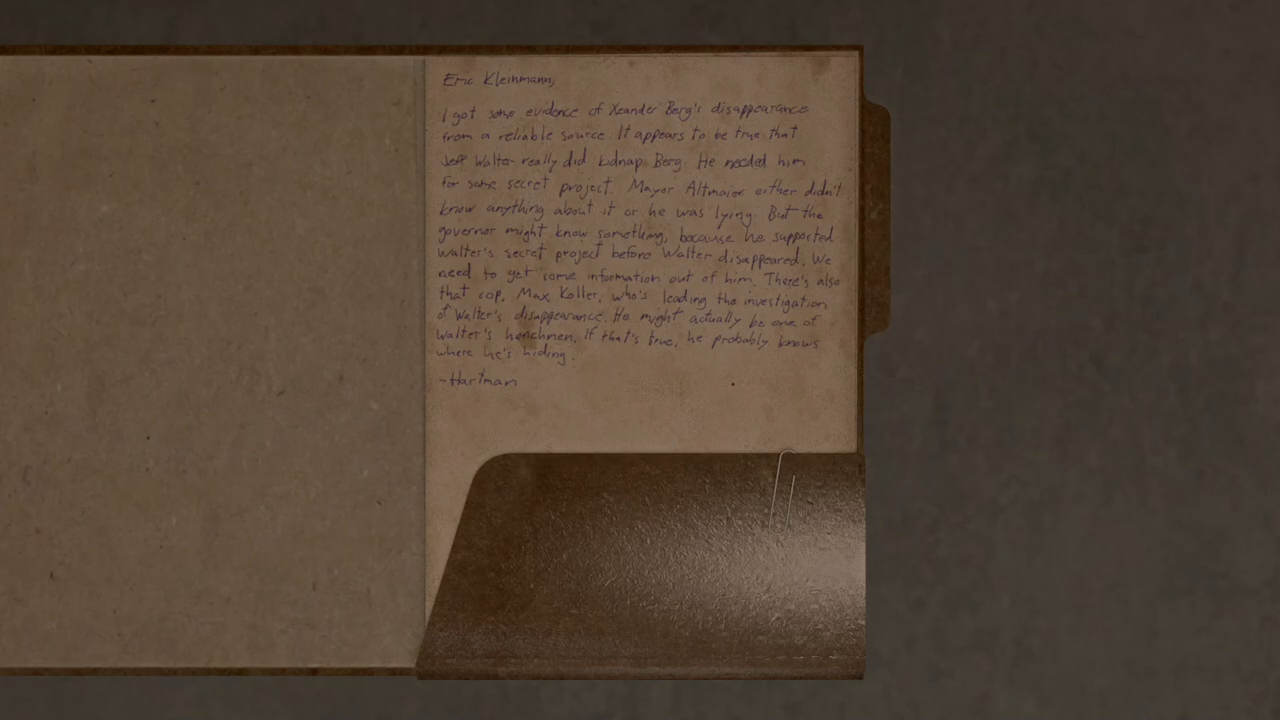 Eric Kleinmann,
I got some evidence of Xeander Berg's disappearance
from a reliable source. It appears to be true that
Jeff Walter really did kidnap Berg. He needed him
for some secret project. Mayor Altmaier either didn't
know anything about it or he was lying. But the
governor might know something, because he supported
Walter's secret project before Walter disappeared. We
need to get some information out of him. There's also
that cop, Max Koller, who's leading the investigation
of Walter's disappearance. He might actually be one of
Walter's henchmen. If that's true, he probably knows
where he's hiding.
~Hartman